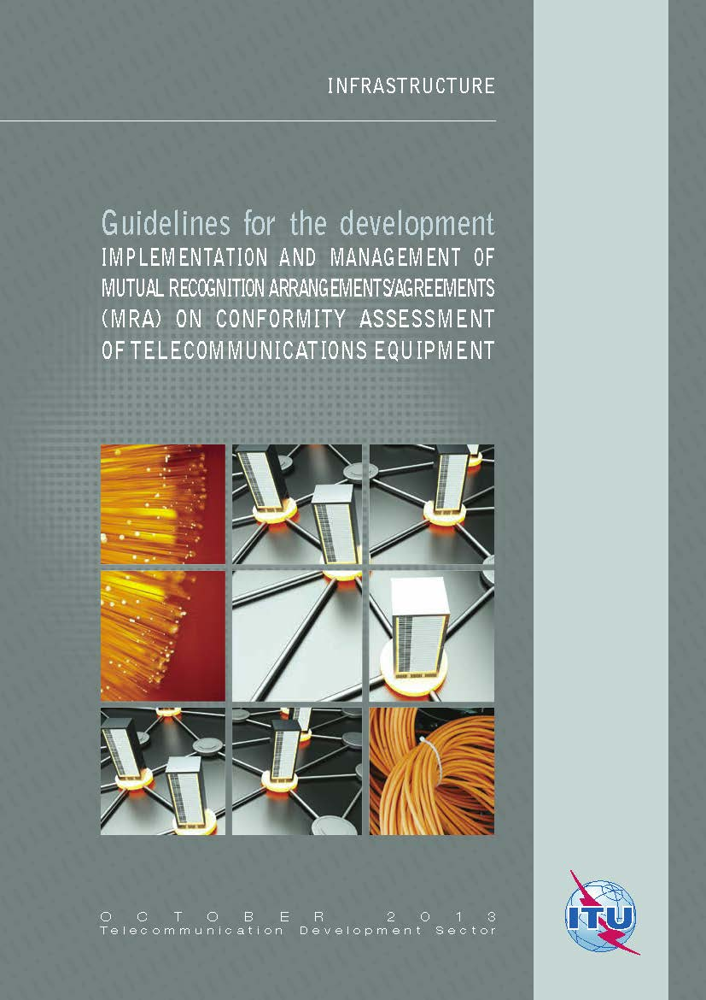 INFRASTRUCTURE
Guidelines for the development
IMPLEMENTATION AND MANAGEMENT OF
MUTUAL RECOGNITION ARRANGEMENTS/AGREEMENTS
(MRA) ON CONFORMITY ASSESSMENT
OF TELECOMMUNICATIONS EQUIPMENT
OCTOBER 2013
Telecommunication Development Sector
ITU